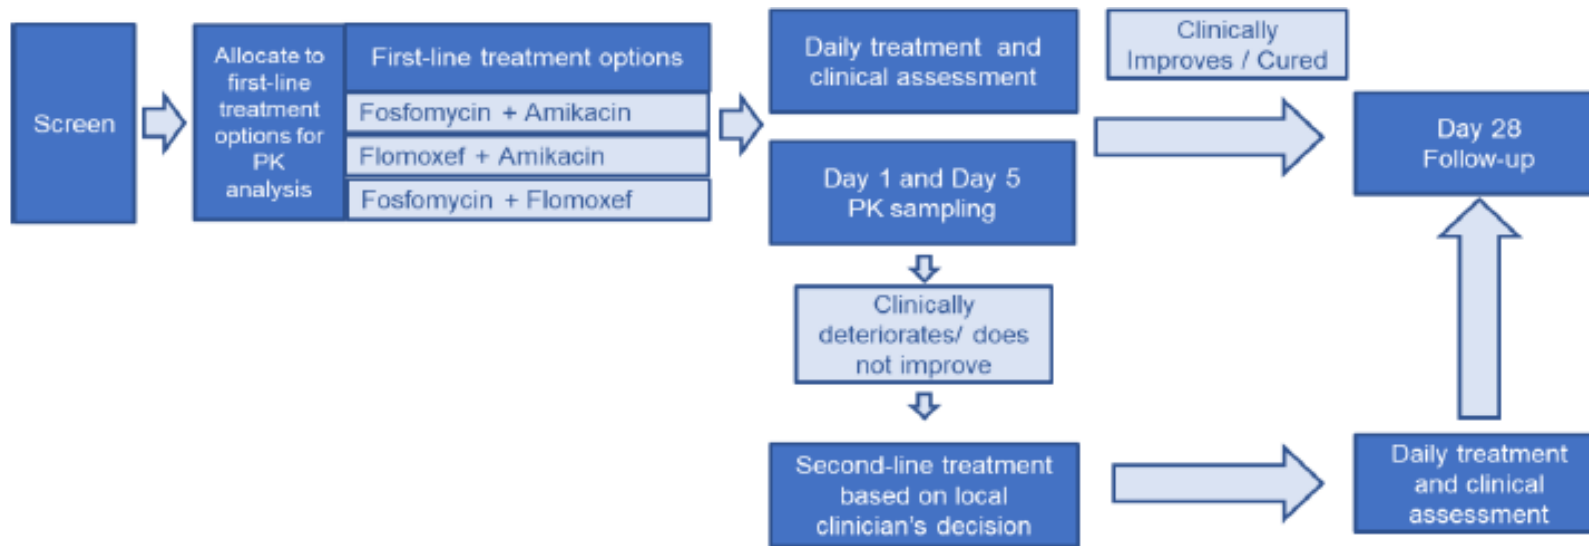 Screen
Allocate to
first-line
treatment
options for
PK
analysis
First-line treatment options
Fosfomycin + Amikacin
Flomoxef + Amikacin
Fosfomycin + Flomoxef
Daily treatment and
clinical assessment
Day 1 and Day 5
PK sampling
Clinically
Improves / Cured
Day 28
Follow-up
Clinically
deteriorates/ does
not improve
Second-line treatment
based on local
clinician's decision
Daily treatment
and clinical
assessment